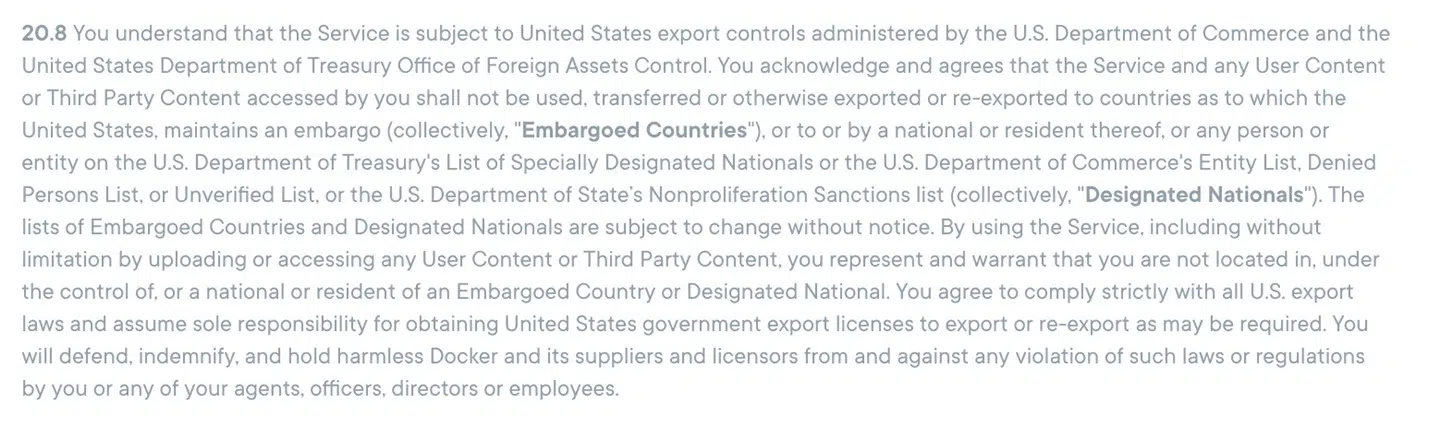 20.8 You understand that the Service is subject to United States export controls administered by the U.S. Department of Commerce and the
United States Department of Treasury Office of Foreign Assets Control. You acknowledge and agrees that the Service and any User Content
or Third Party Content accessed by you shall not be used, transferred or otherwise exported or re-exported to countries as to which the
United States, maintains an embargo (collectively, "Embargoed Countries"), or to or by a national or resident thereof, or any person or
entity on the U.S. Department of Treasury's List of Specially Designated Nationals or the U.S. Department of Commerce's Entity List, Denied
Persons List, or Unverified List, or the U.S. Department of State’s Nonproliferation Sanctions list (collectively, "Designated Nationals"). The
lists of Embargoed Countries and Designated Nationals are subject to change without notice. By using the Service, including without
limitation by uploading or accessing any User Content or Third Party Content, you represent and warrant that you are not located in, under
the control of, or a national or resident of an Embargoed Country or Designated National. You agree to comply strictly with all U.S. export
laws and assume sole responsibility for obtaining United States government export licenses to export or re-export as may be required. You
will defend, indemnify, and hold harmless Docker and its suppliers and licensors from and against any violation of such laws or regulations
by you or any of your agents, officers, directors or employees.